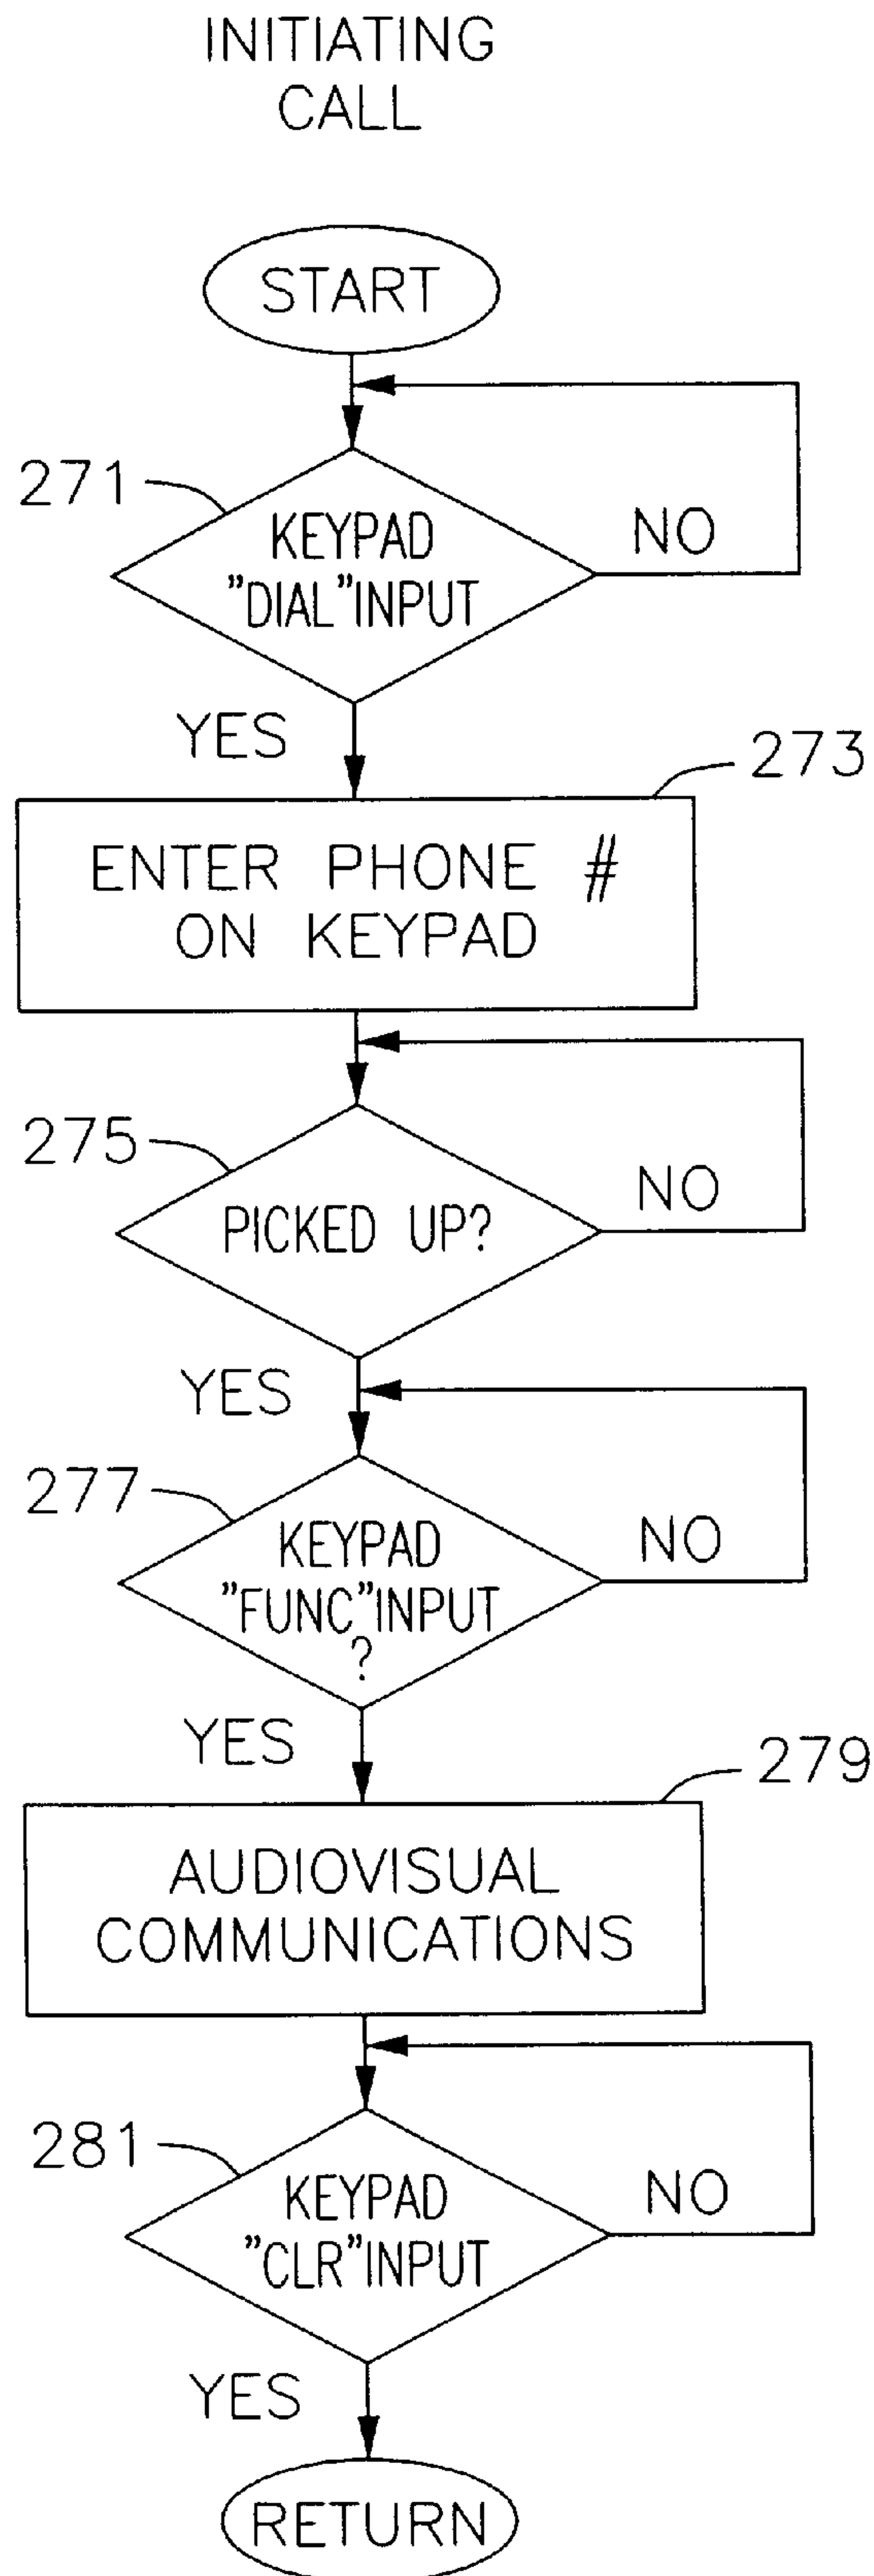 INITIATING
CALL
START
271
KEYPAD
"DIAL"INPUT
NO
YES
273
ENTER PHONE #
ON KEYPAD
275
PICKED UP?
NO
YES
277
KEYPAD
"FUNC"INPUT
?
NO
YES
279
AUDIOVISUAL
COMMUNICATIONS
281
KEYPAD
"CLR"INPUT
NO
YES
RETURN